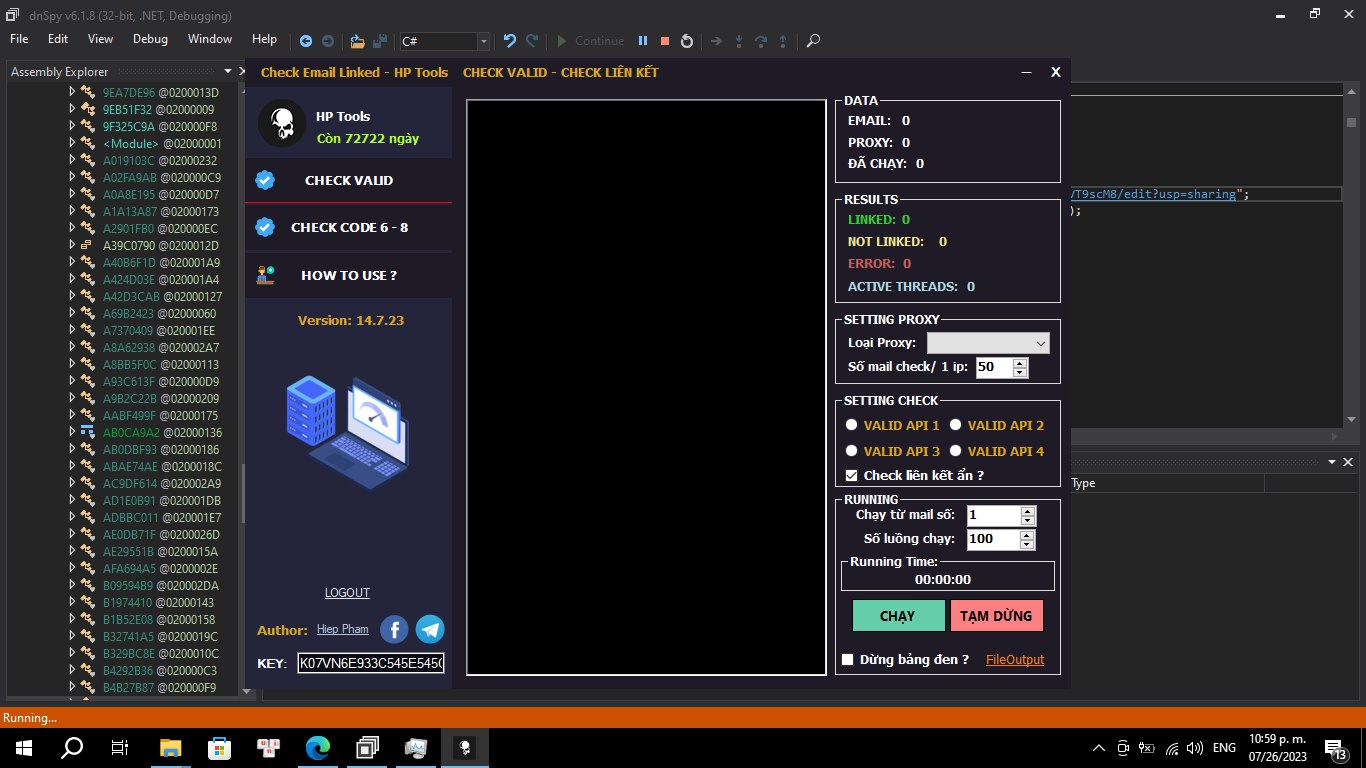 dnSpy v6.1.8 (32-bit, .NET, Debugging)
File Edit View Debug Window Help C# Continue
Assembly Explorer
9EA7DE96 @0200013D
9EB51F32 @02000009
9F325C9A @020000F8
<Module> @02000001
A019103C @02000232
A02FA9AB @020000C9
A0A8E195 @020000D7
A1A13A87 @02000173
A2901FB0 @020000EC
A39C0790 @0200012D
A40B6F1D @020001A9
A424D03E @020001A4
A42D3CAB @02000127
A69B2423 @02000060
A7370409 @020001EE
A8A62938 @020002A7
A8BB5F0C @02000113
A93C613F @020000D9
A9B2C22B @02000209
AABF499F @02000175
AB0CA9A2 @02000136
AB0DBF93 @02000186
ABAE74AE @0200018C
AC9DF614 @020002A9
AD1E0B91 @020001DB
ADBBC011 @020001E7
AE0DB71F @0200026D
AE29551B @0200015A
AFA694A5 @0200002E
B09594B9 @020002DA
B1974410 @02000143
B1B52E08 @02000158
B32741A5 @0200019C
B329BC8E @0200010C
B4292B36 @020000C3
B4B27B87 @020000F9
Check Email Linked - HP Tools CHECK VALID - CHECK LIÊN KẾT
HP Tools
Còn 72722 ngày
CHECK VALID
CHECK CODE 6 - 8
HOW TO USE ?
Version: 14.7.23
LOGOUT
Author: Hiep Pham
KEY: K07VN6E933C545E545
DATA
EMAIL: 0
PROXY: 0
ĐÃ CHẠY: 0
RESULTS
LINKED: 0
NOT LINKED: 0
ERROR: 0
ACTIVE THREADS: 0
SETTING PROXY
Loại Proxy:
Số mail check/ 1 ip: 50
SETTING CHECK
VALID API 1 VALID API 2
VALID API 3 VALID API 4
Check liên kết ẩn ?
RUNNING
Chạy từ mail số: 1
Số luồng chạy: 100
Running Time:
00:00:00
CHẠY TẠM DỪNG
Dừng bảng đen ? FileOutput
T9scM8/edit?usp=sharing";
);
Type
Running...
ENG
10:59 p. m.
07/26/2023
13